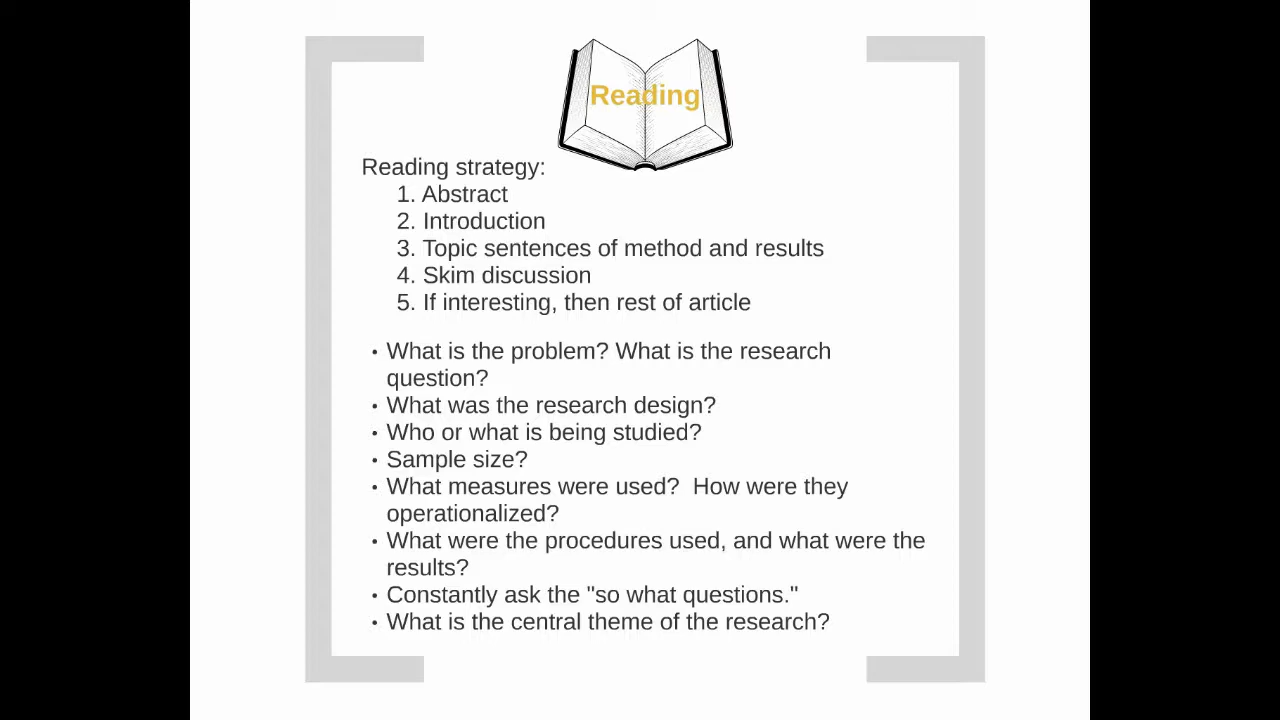 Reading
Reading strategy:
1. Abstract
2. Introduction
3. Topic sentences of method and results
4. Skim discussion
5. If interesting, then rest of article
• What is the problem? What is the research
question?
• What was the research design?
• Who or what is being studied?
• Sample size?
• What measures were used?  How were they
operationalized?
• What were the procedures used, and what were the
results?
• Constantly ask the "so what questions."
• What is the central theme of the research?